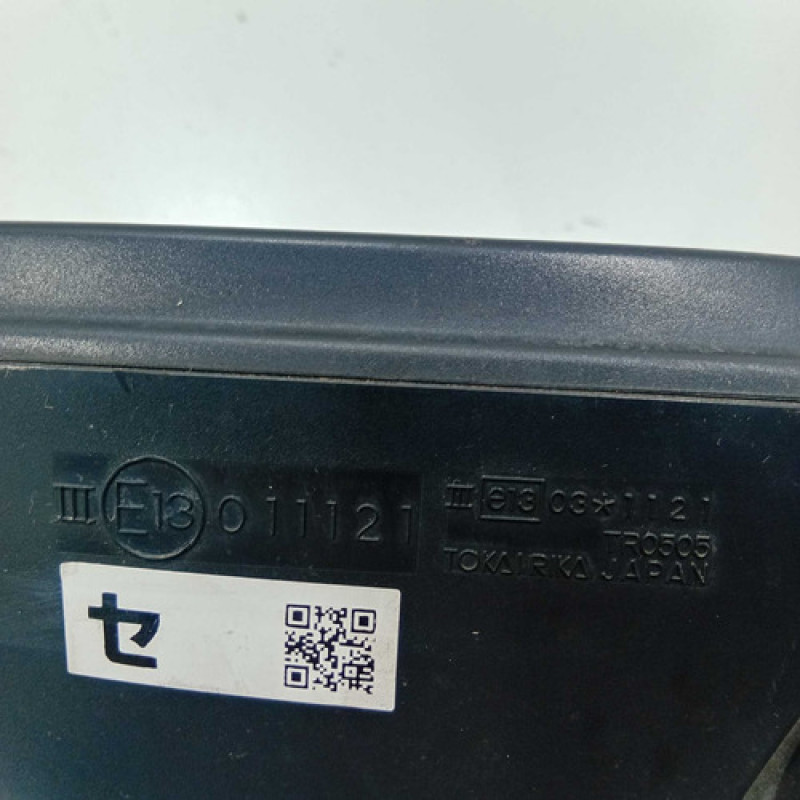 III E13 011121
III e13 03*1121
TR0505
TOKAIRIKA JAPAN
セ